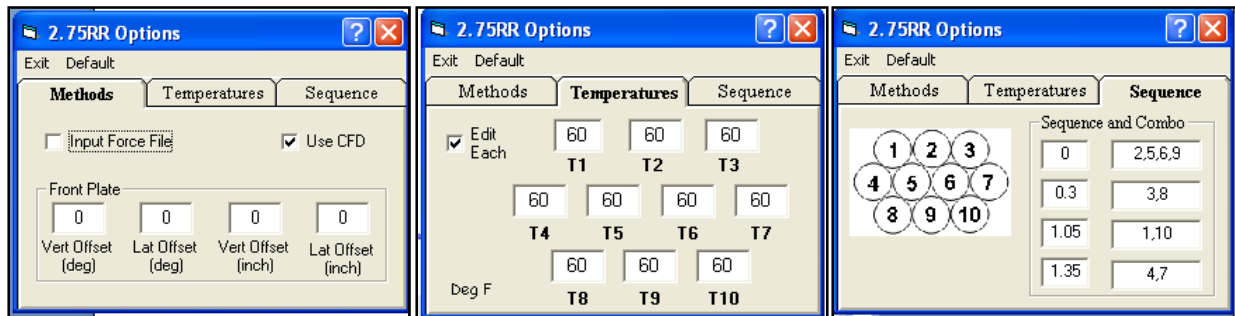 2.75RR Options
Exit Default
Methods Temperatures Sequence
Input Force File Use CFD
Front Plate
0 0 0 0
Vert Offset (deg) Lat Offset (deg) Vert Offset (inch) Lat Offset (inch)
2.75RR Options
Exit Default
Methods Temperatures Sequence
Edit Each
60 60 60
T1 T2 T3
60 60 60 60
T4 T5 T6 T7
60 60 60
Deg F
T8 T9 T10
2.75RR Options
Exit Default
Methods Temperatures Sequence
1 2 3
4 5 6 7
8 9 10
Sequence and Combo
0 2,5,6,9
0.3 3,8
1.05 1,10
1.35 4,7